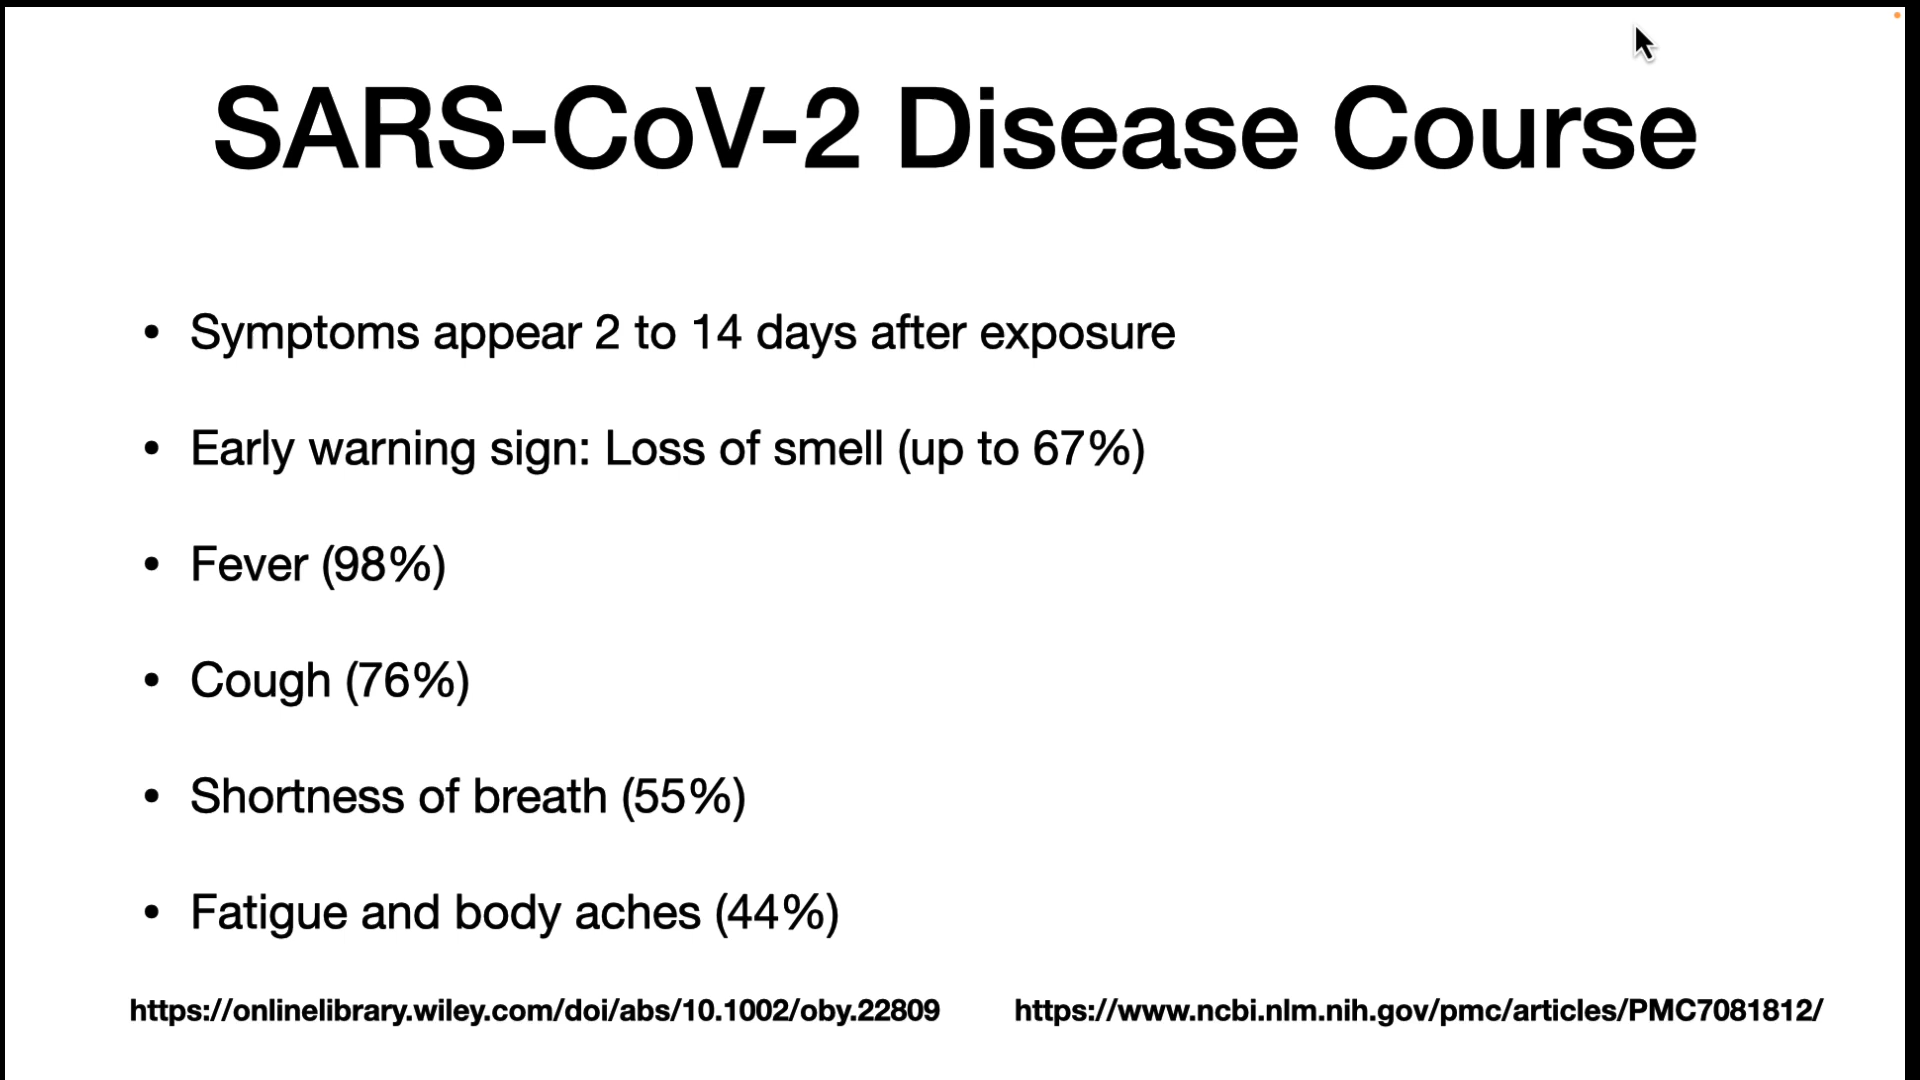 SARS-CoV-2 Disease Course
• Symptoms appear 2 to 14 days after exposure
• Early warning sign: Loss of smell (up to 67%)
• Fever (98%)
• Cough (76%)
• Shortness of breath (55%)
• Fatigue and body aches (44%)
https://onlinelibrary.wiley.com/doi/abs/10.1002/oby.22809
https://www.ncbi.nlm.nih.gov/pmc/articles/PMC7081812/